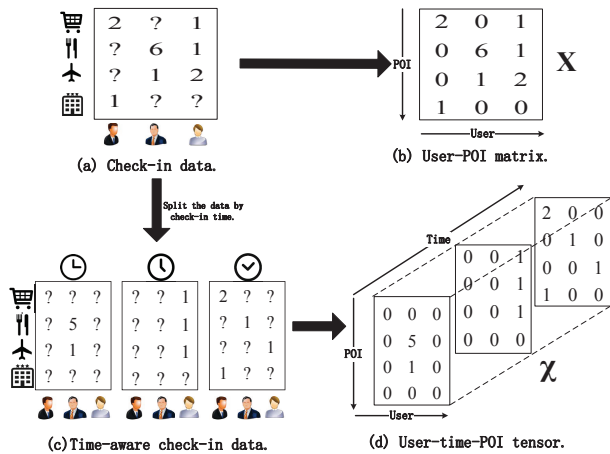 2 ? 1
? 6 1
? 1 2
1 ? ?
(a) Check-in data.
POI
2 0 1
0 6 1
0 1 2
1 0 0
X
User
(b) User-POI matrix.
Split the data by
check-in time.
? ? ?
? 5 ?
? 1 ?
? ? ?
? ? 1
? ? 1
? ? 1
? ? ?
2 ? ?
? 1 ?
? ? 1
1 ? ?
(c)Time-aware check-in data.
Time
POI
0 0 0
0 5 0
0 1 0
0 0 0
0 0 1
0 0 1
0 0 1
0 0 0
2 0 0
0 1 0
0 0 1
1 0 0
χ
User
(d) User-time-POI tensor.